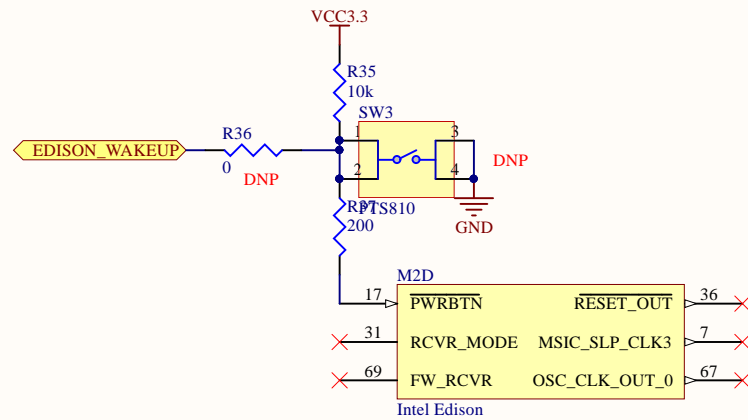 VCC3.3
R35
10k
SW3
1
3
EDISON_WAKEUP
R36
0
DNP
2
4
DNP
R37
PTS810
200
GND
M2D
17
PWRBTN
RESET_OUT
36
31
RCVR_MODE
MSIC_SLP_CLK3
7
69
FW_RCVR
OSC_CLK_OUT_0
67
Intel Edison